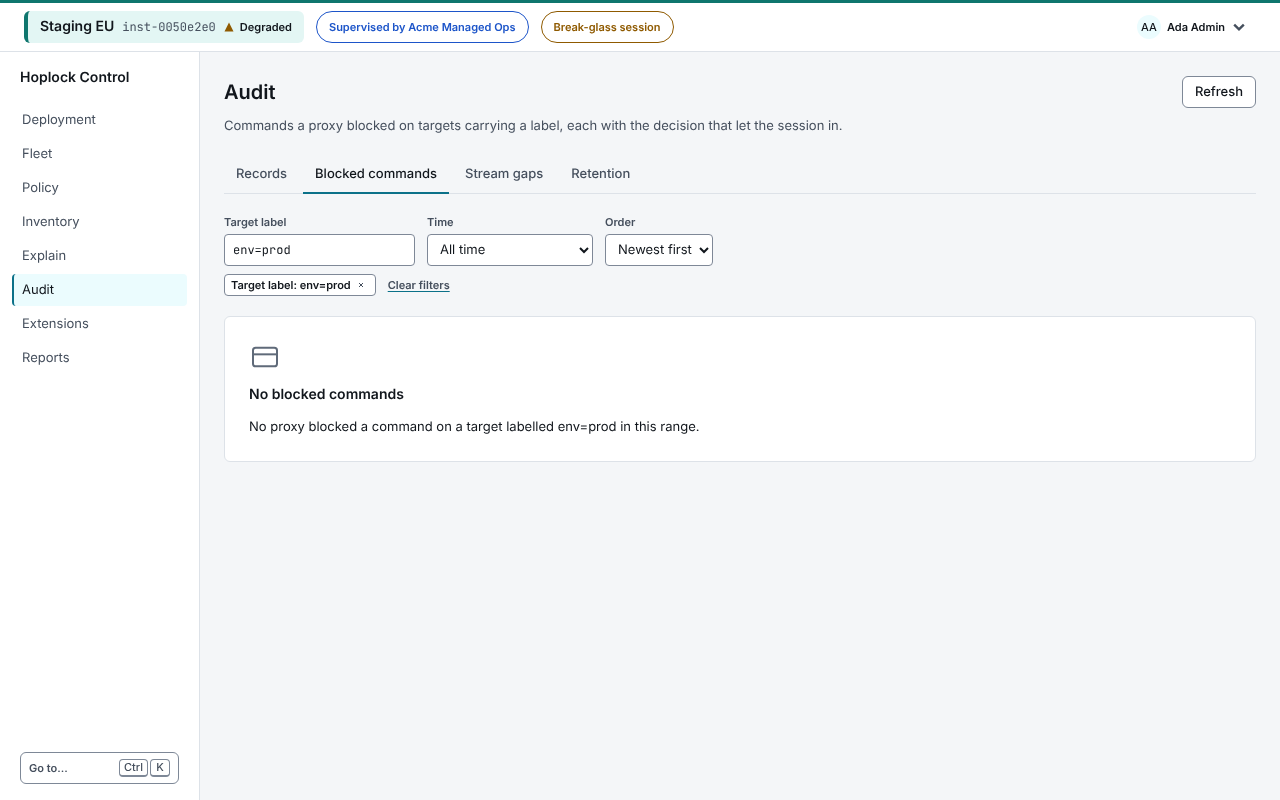 Staging EU inst-0050e2e0 Degraded Supervised by Acme Managed Ops Break-glass session AA Ada Admin
Hoplock Control
Deployment
Fleet
Policy
Inventory
Explain
Audit
Extensions
Reports
Go to... Ctrl K
Audit
Refresh
Commands a proxy blocked on targets carrying a label, each with the decision that let the session in.
Records Blocked commands Stream gaps Retention
Target label Time Order
env=prod All time Newest first
Target label: env=prod × Clear filters
No blocked commands
No proxy blocked a command on a target labelled env=prod in this range.